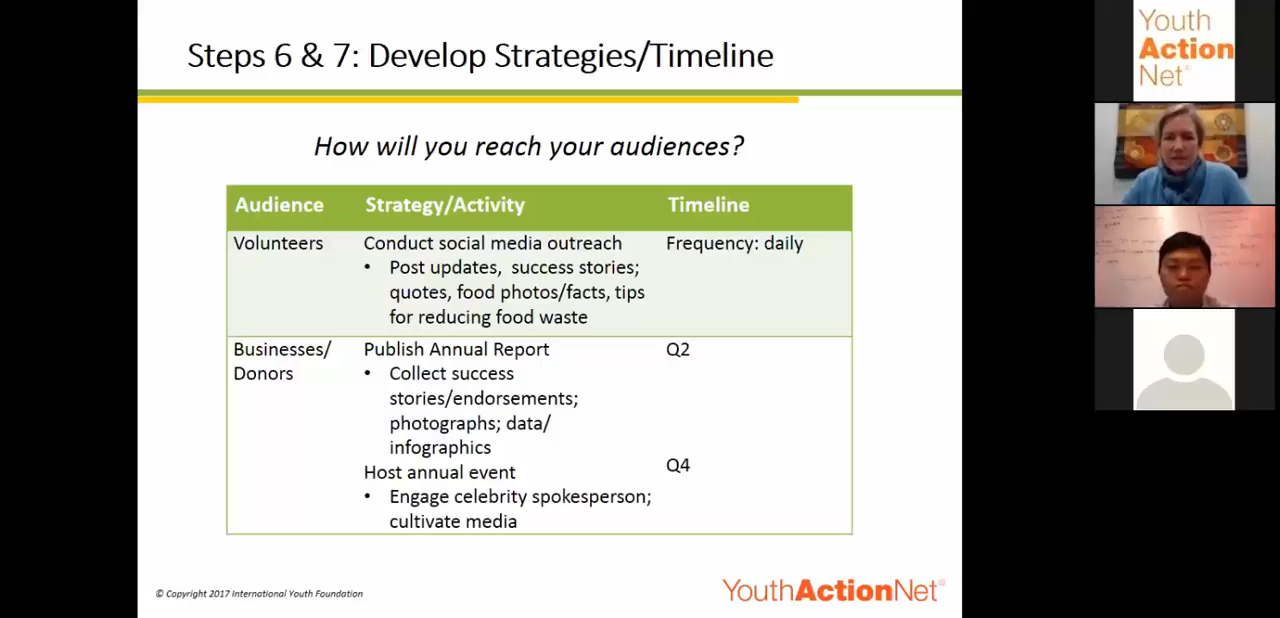 Steps 6 & 7: Develop Strategies/Timeline
How will you reach your audiences?
Audience Strategy/Activity Timeline
Volunteers Conduct social media outreach Frequency: daily
• Post updates, success stories;
quotes, food photos/facts, tips
for reducing food waste
Businesses/ Publish Annual Report Q2
Donors • Collect success
stories/endorsements;
photographs; data/
infographics
Host annual event Q4
• Engage celebrity spokesperson;
cultivate media
© Copyright 2017 International Youth Foundation
YouthActionNet®
Youth
Action
Net®